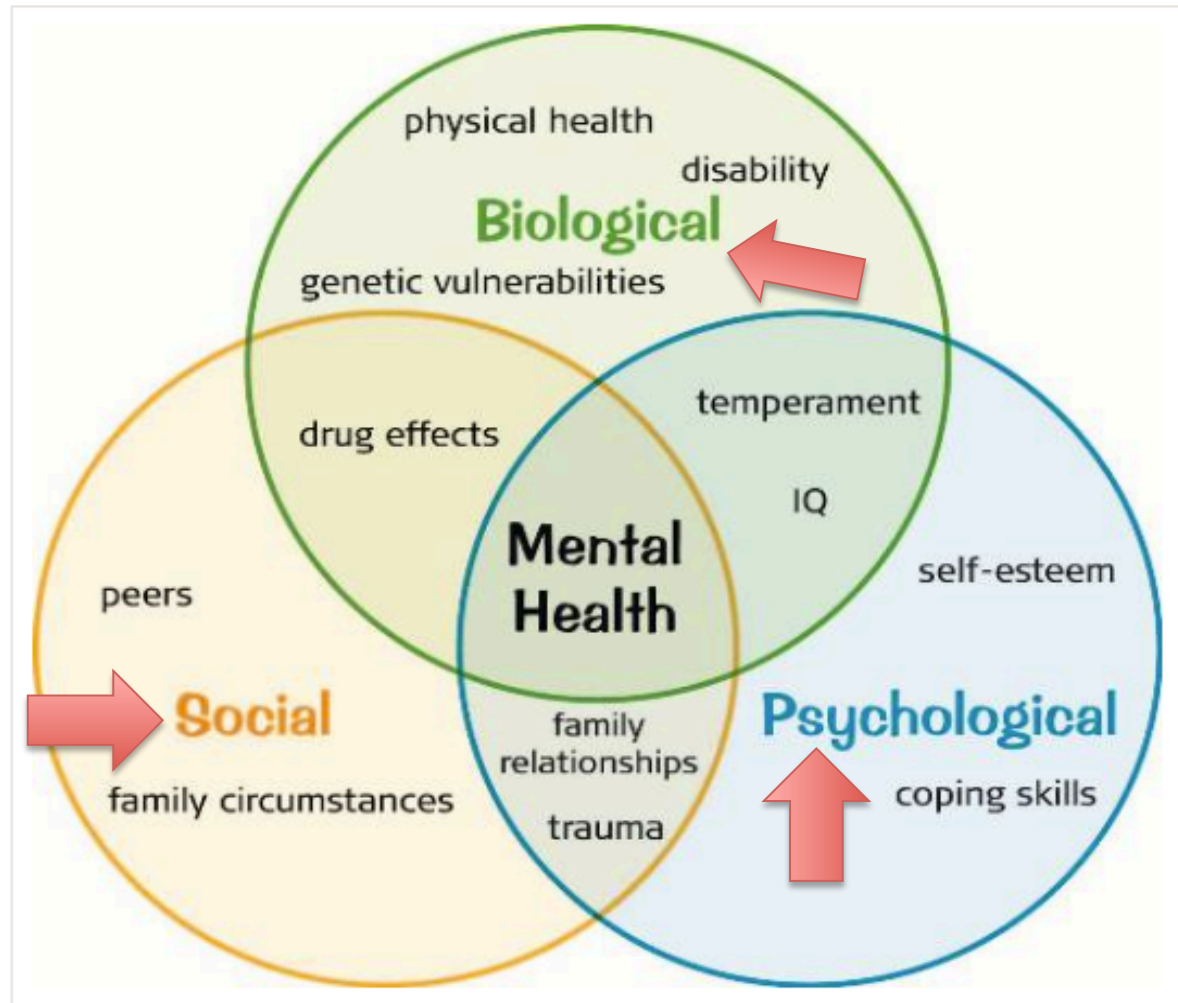 physical health
disability
Biological
genetic vulnerabilities
temperament
drug effects
IQ
Mental
Health
self-esteem
peers
Social
family
relationships
Psychological
family circumstances
coping skills
trauma